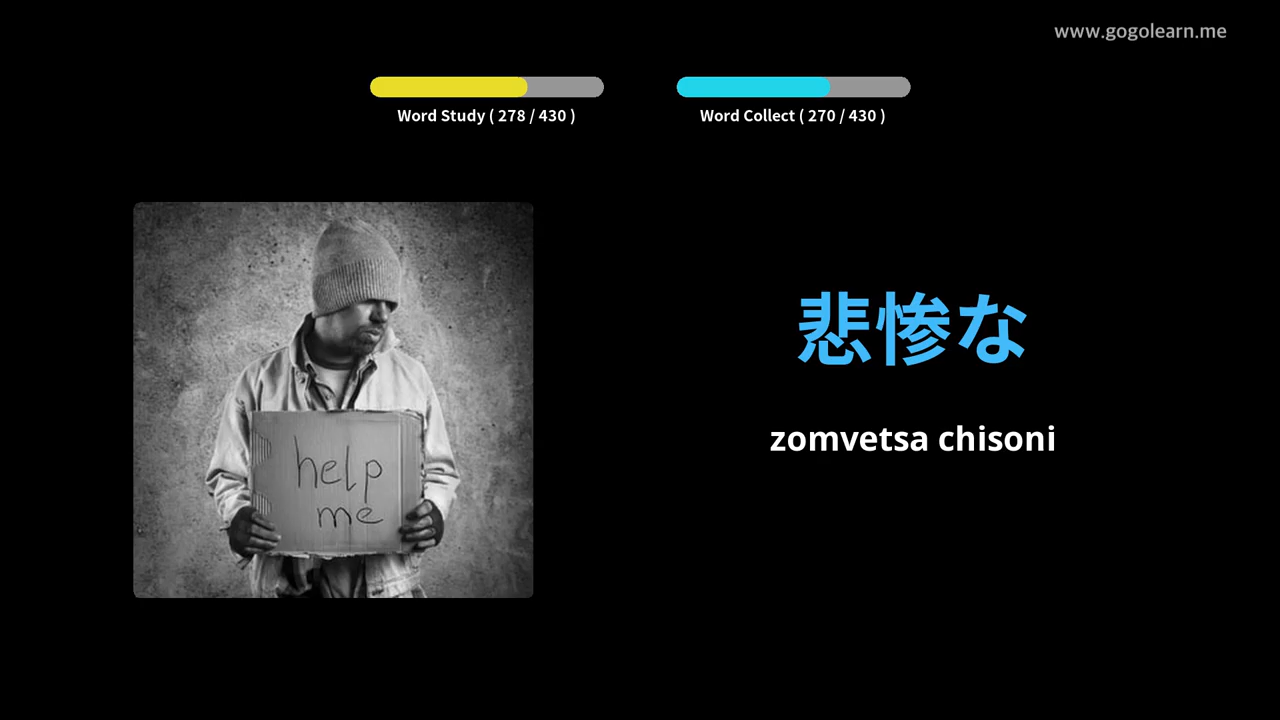 www.gogolearn.me
Word Study ( 278 / 430 )
Word Collect ( 270 / 430 )
help
me
悲惨な
zomvetsa chisoni